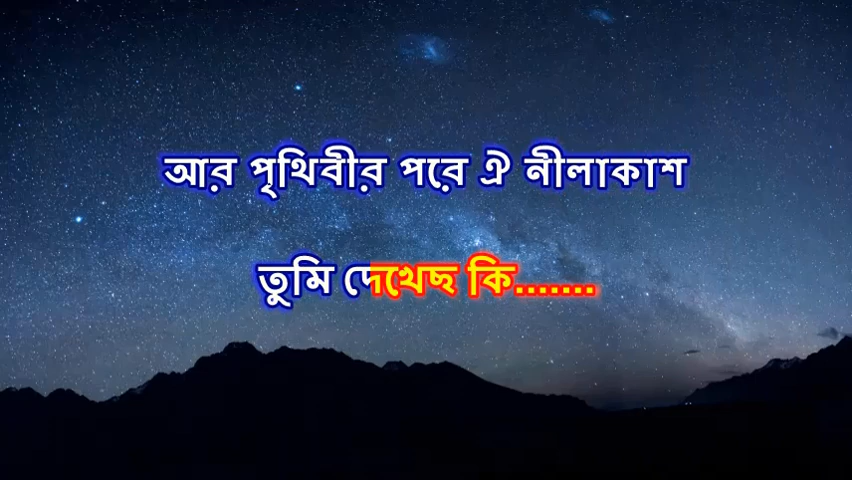 আর পৃথিবীর পরে ঐ নীলাকাশ
তুমি দেখেছ কি.......